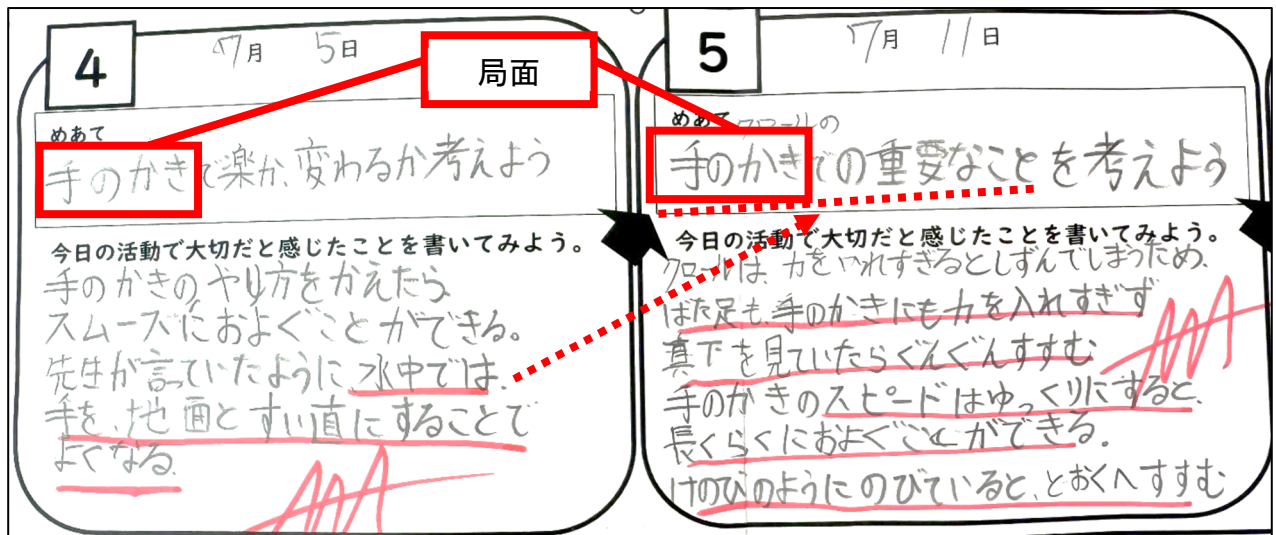 4
7月 5日
局面
めあて
手のかきで楽か、変わるか考えよう
今日の活動で大切だと感じたことを書いてみよう。
手のかきの、やり方をかえたら
スムーズにおよぐことができる。
先生が言っていたように水中では
手を、地面とすい直にすることで
よくなる。
5
7月 11日
めあて
クロールの
手のかきでの重要なことを考えよう
今日の活動で大切だと感じたことを書いてみよう。
クロールは、力をいれすぎるとしずんでしまうため、
ばた足も、手のかきにも力を入れすぎず
真下を見ていたらぐんぐんすすむ
手のかきのスピードはゆっくりにすると、
長くらくにおよぐことができる。
けのびのようにのびていると、とおくへすすむ